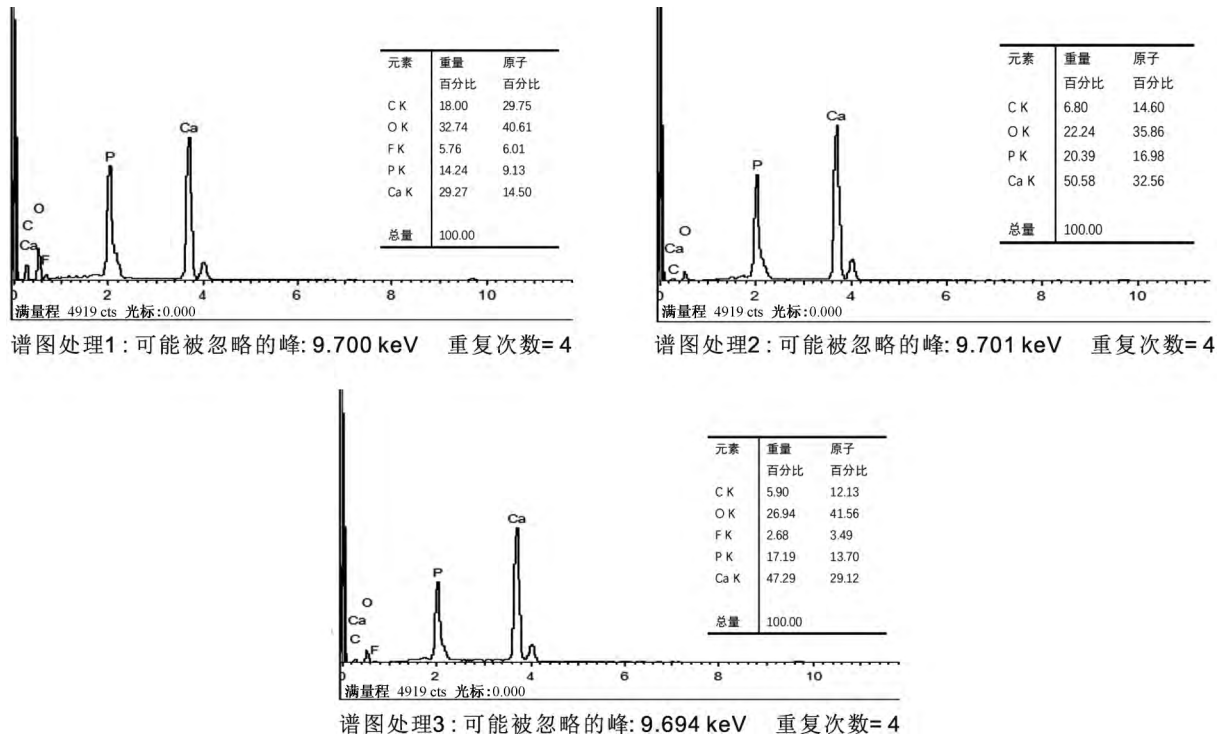 元素 重量 原子
百分比 百分比
C K 18.00 29.75
O K 32.74 40.61
F K 5.76 6.01
P K 14.24 9.13
Ca K 29.27 14.50
总量 100.00
Ca
P
O
C
Ca
F
0 2 4 6 8 10
满量程 4919 cts 光标:0.000
谱图处理1:可能被忽略的峰: 9.700 keV 重复次数=4
元素 重量 原子
百分比 百分比
C K 6.80 14.60
O K 22.24 35.86
P K 20.39 16.98
Ca K 50.58 32.56
总量 100.00
Ca
P
O
Ca
C
0 2 4 6 8 10
满量程 4919 cts 光标:0.000
谱图处理2:可能被忽略的峰: 9.701 keV 重复次数=4
元素 重量 原子
百分比 百分比
C K 5.90 12.13
O K 26.94 41.56
F K 2.68 3.49
P K 17.19 13.70
Ca K 47.29 29.12
总量 100.00
Ca
P
O
Ca
C
F
0 2 4 6 8 10
满量程 4919 cts 光标:0.000
谱图处理3:可能被忽略的峰: 9.694 keV 重复次数=4